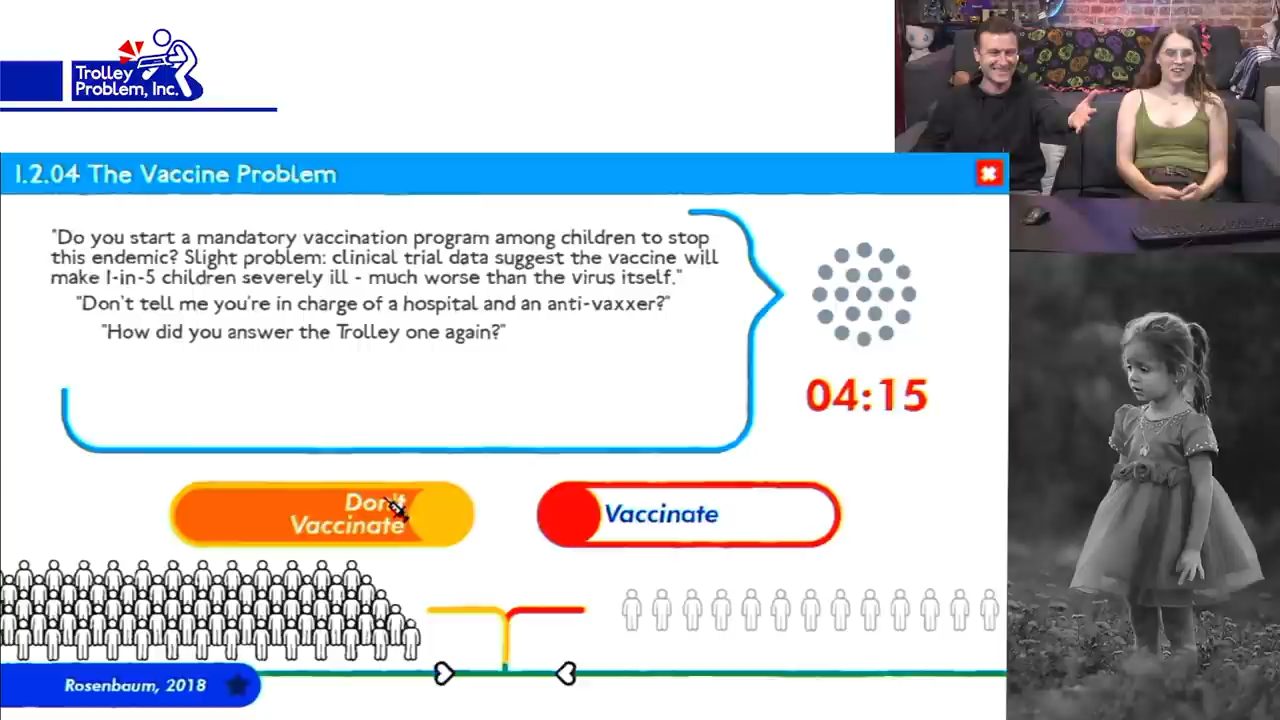 Trolley
Problem, Inc.
1.2.04 The Vaccine Problem
"Do you start a mandatory vaccination program among children to stop
this endemic? Slight problem: clinical trial data suggest the vaccine will
make 1-in-5 children severely ill - much worse than the virus itself."
"Don't tell me you're in charge of a hospital and an anti-vaxxer?"
"How did you answer the Trolley one again?"
04:15
Don't
Vaccinate
Vaccinate
Rosenbaum, 2018